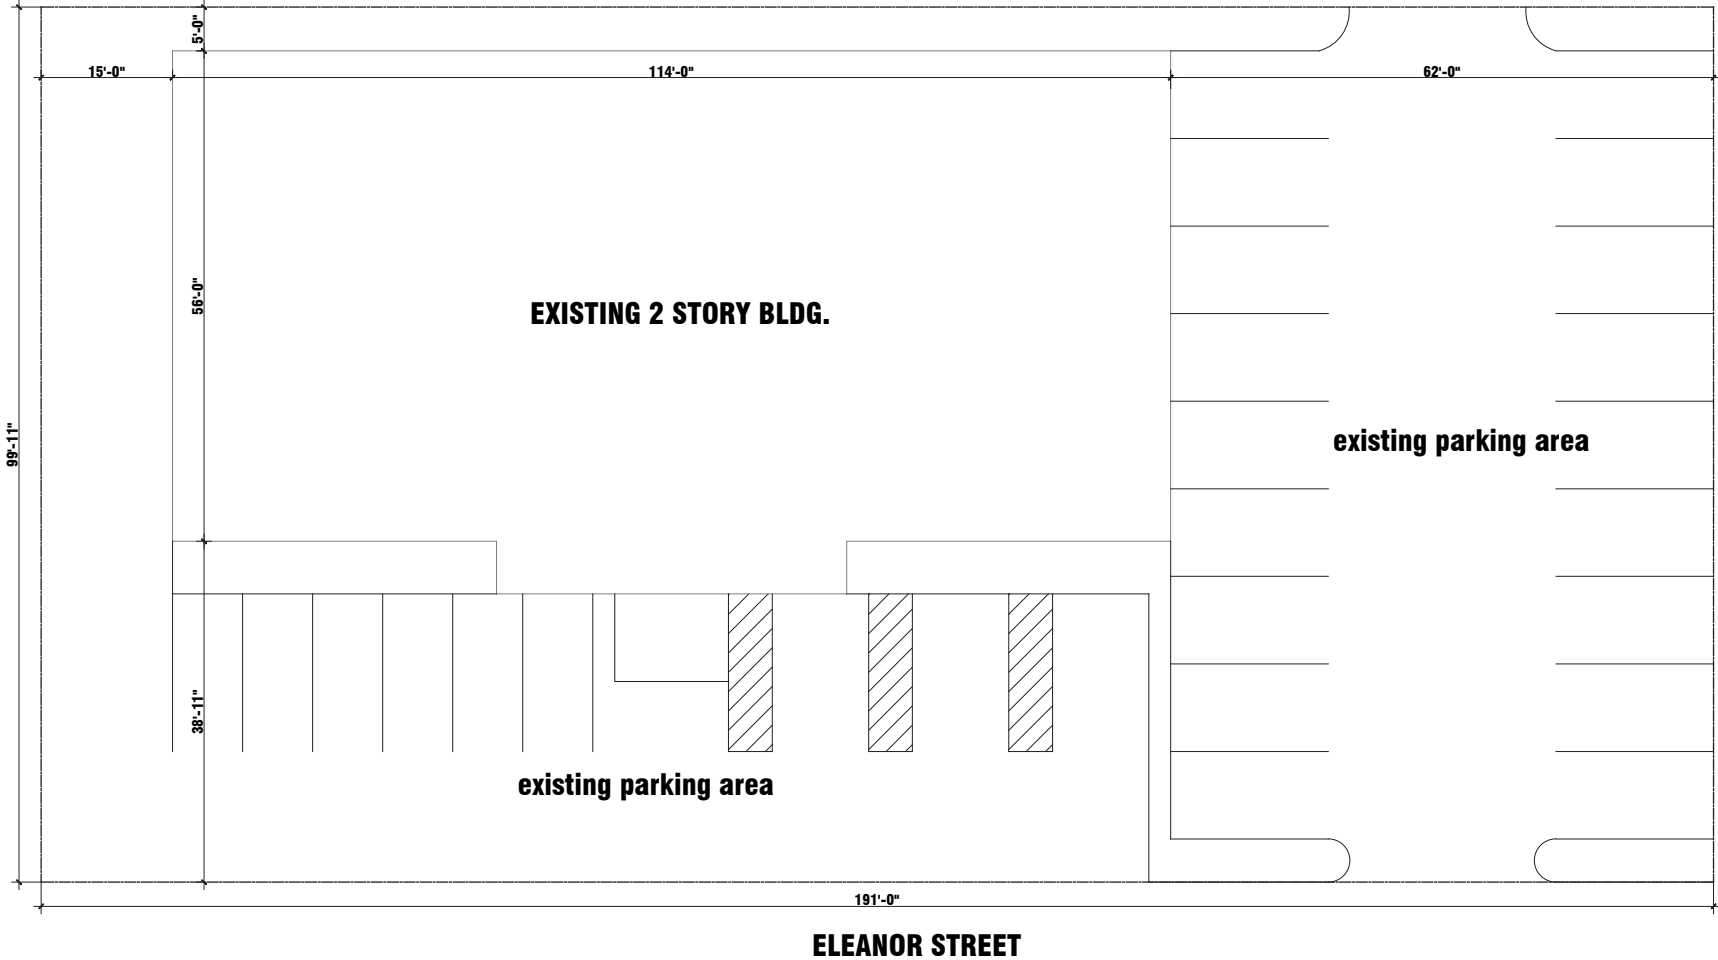 5'-0"
15'-0"
114'-0"
62'-0"
56'-0"
EXISTING 2 STORY BLDG.
99'-11"
existing parking area
38'-11"
existing parking area
191'-0"
ELEANOR STREET